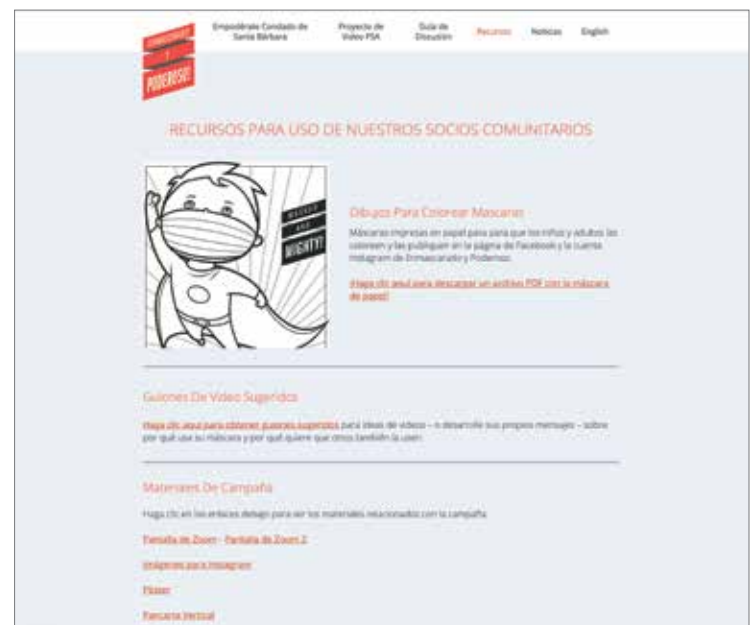 Empodérate Condado de
Santa Bárbara
Proyecto de
Video PSA
Guía de
Discusión
Recursos
Noticias
English
¡ENMASCARADO
Y
PODEROSO!
RECURSOS PARA USO DE NUESTROS SOCIOS COMUNITARIOS
MASKED
AND
MIGHTY!
Dibujos Para Colorear Máscaras
Máscaras impresas en papel para para que los niños y adultos las
coloreen y las publiquen en la página de Facebook y la cuenta
Instagram de Enmascarado y Poderoso.
¡Haga clic aquí para descargar un archivo PDF con la máscara
de papel!
Guiones De Video Sugeridos
Haga clic aquí para obtener guiones sugeridos para ideas de videos – o desarrolle sus propios mensajes – sobre
por qué usa su máscara y por qué quiere que otros también la usen.
Materiales De Campaña
Haga clic en los enlaces debajo para ver los materiales relacionados con la campaña
Pantalla de Zoom - Pantalla de Zoom 2
Imágenes para Instagram
Póster
Pancarta Vertical